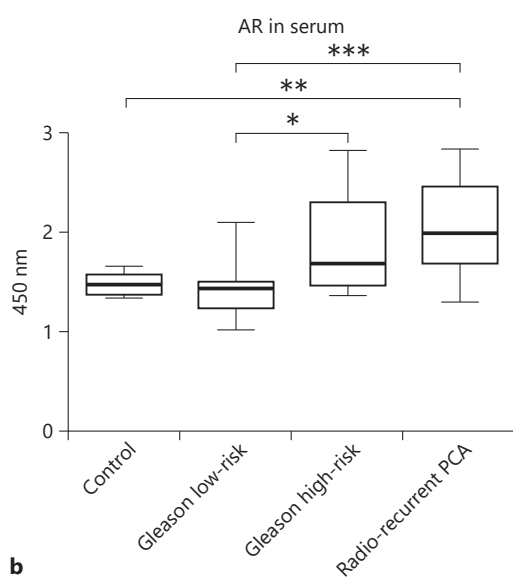 AR in serum
***
**
*
3
2
1
0
450 nm
Control
Gleason low-risk
Gleason high-risk
Radio-recurrent PCA
b